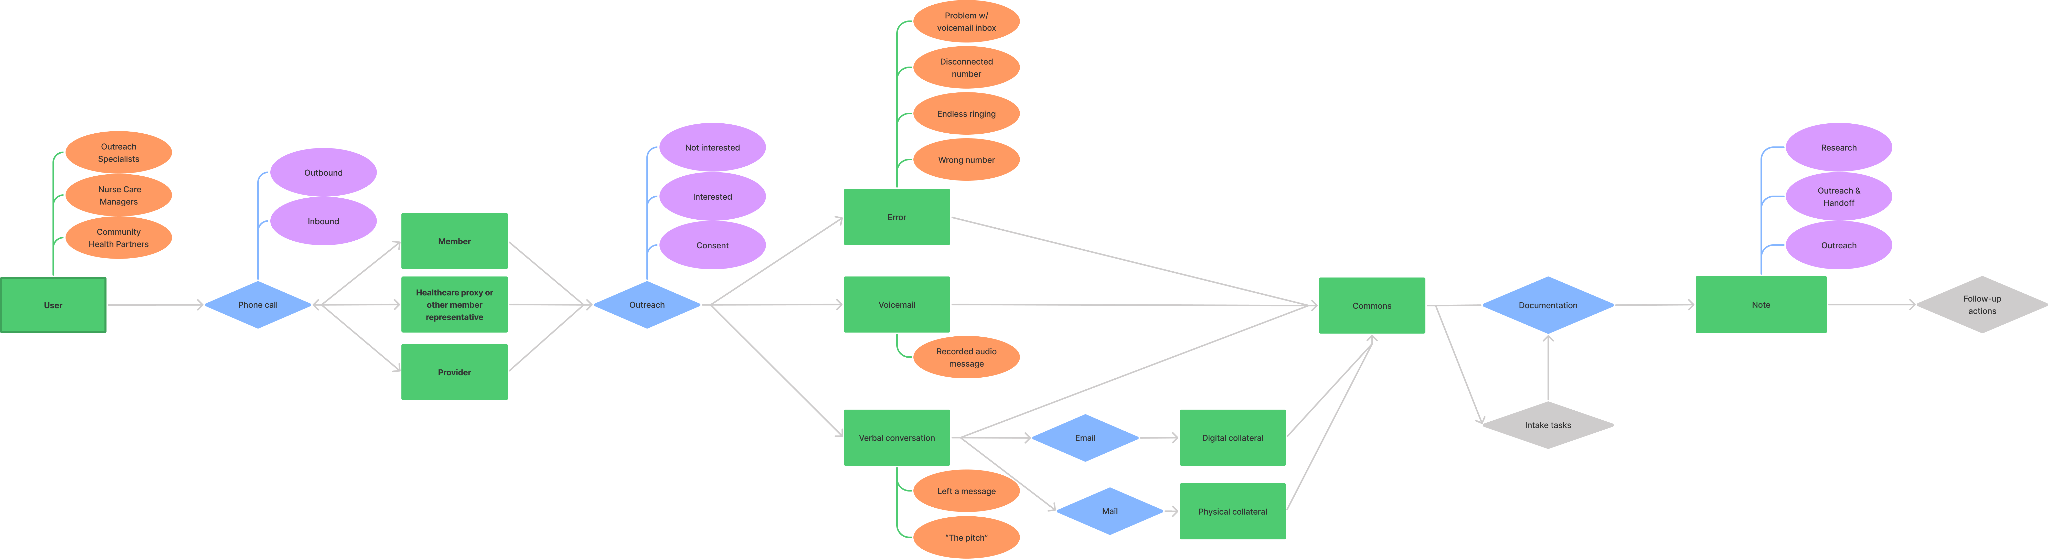 Outreach
Specialists
Nurse Care
Managers
Community
Health Partners
User
Outbound
Inbound
Phone call
Member
Healthcare proxy or
other member
representative
Provider
Not interested
Interested
Consent
Outreach
Problem w/
voicemail inbox
Disconnected
number
Endless ringing
Wrong number
Error
Voicemail
Recorded audio
message
Verbal conversation
Left a message
"The pitch"
Email
Mail
Digital collateral
Physical collateral
Commons
Documentation
Intake tasks
Research
Outreach &
Handoff
Outreach
Note
Follow-up
actions